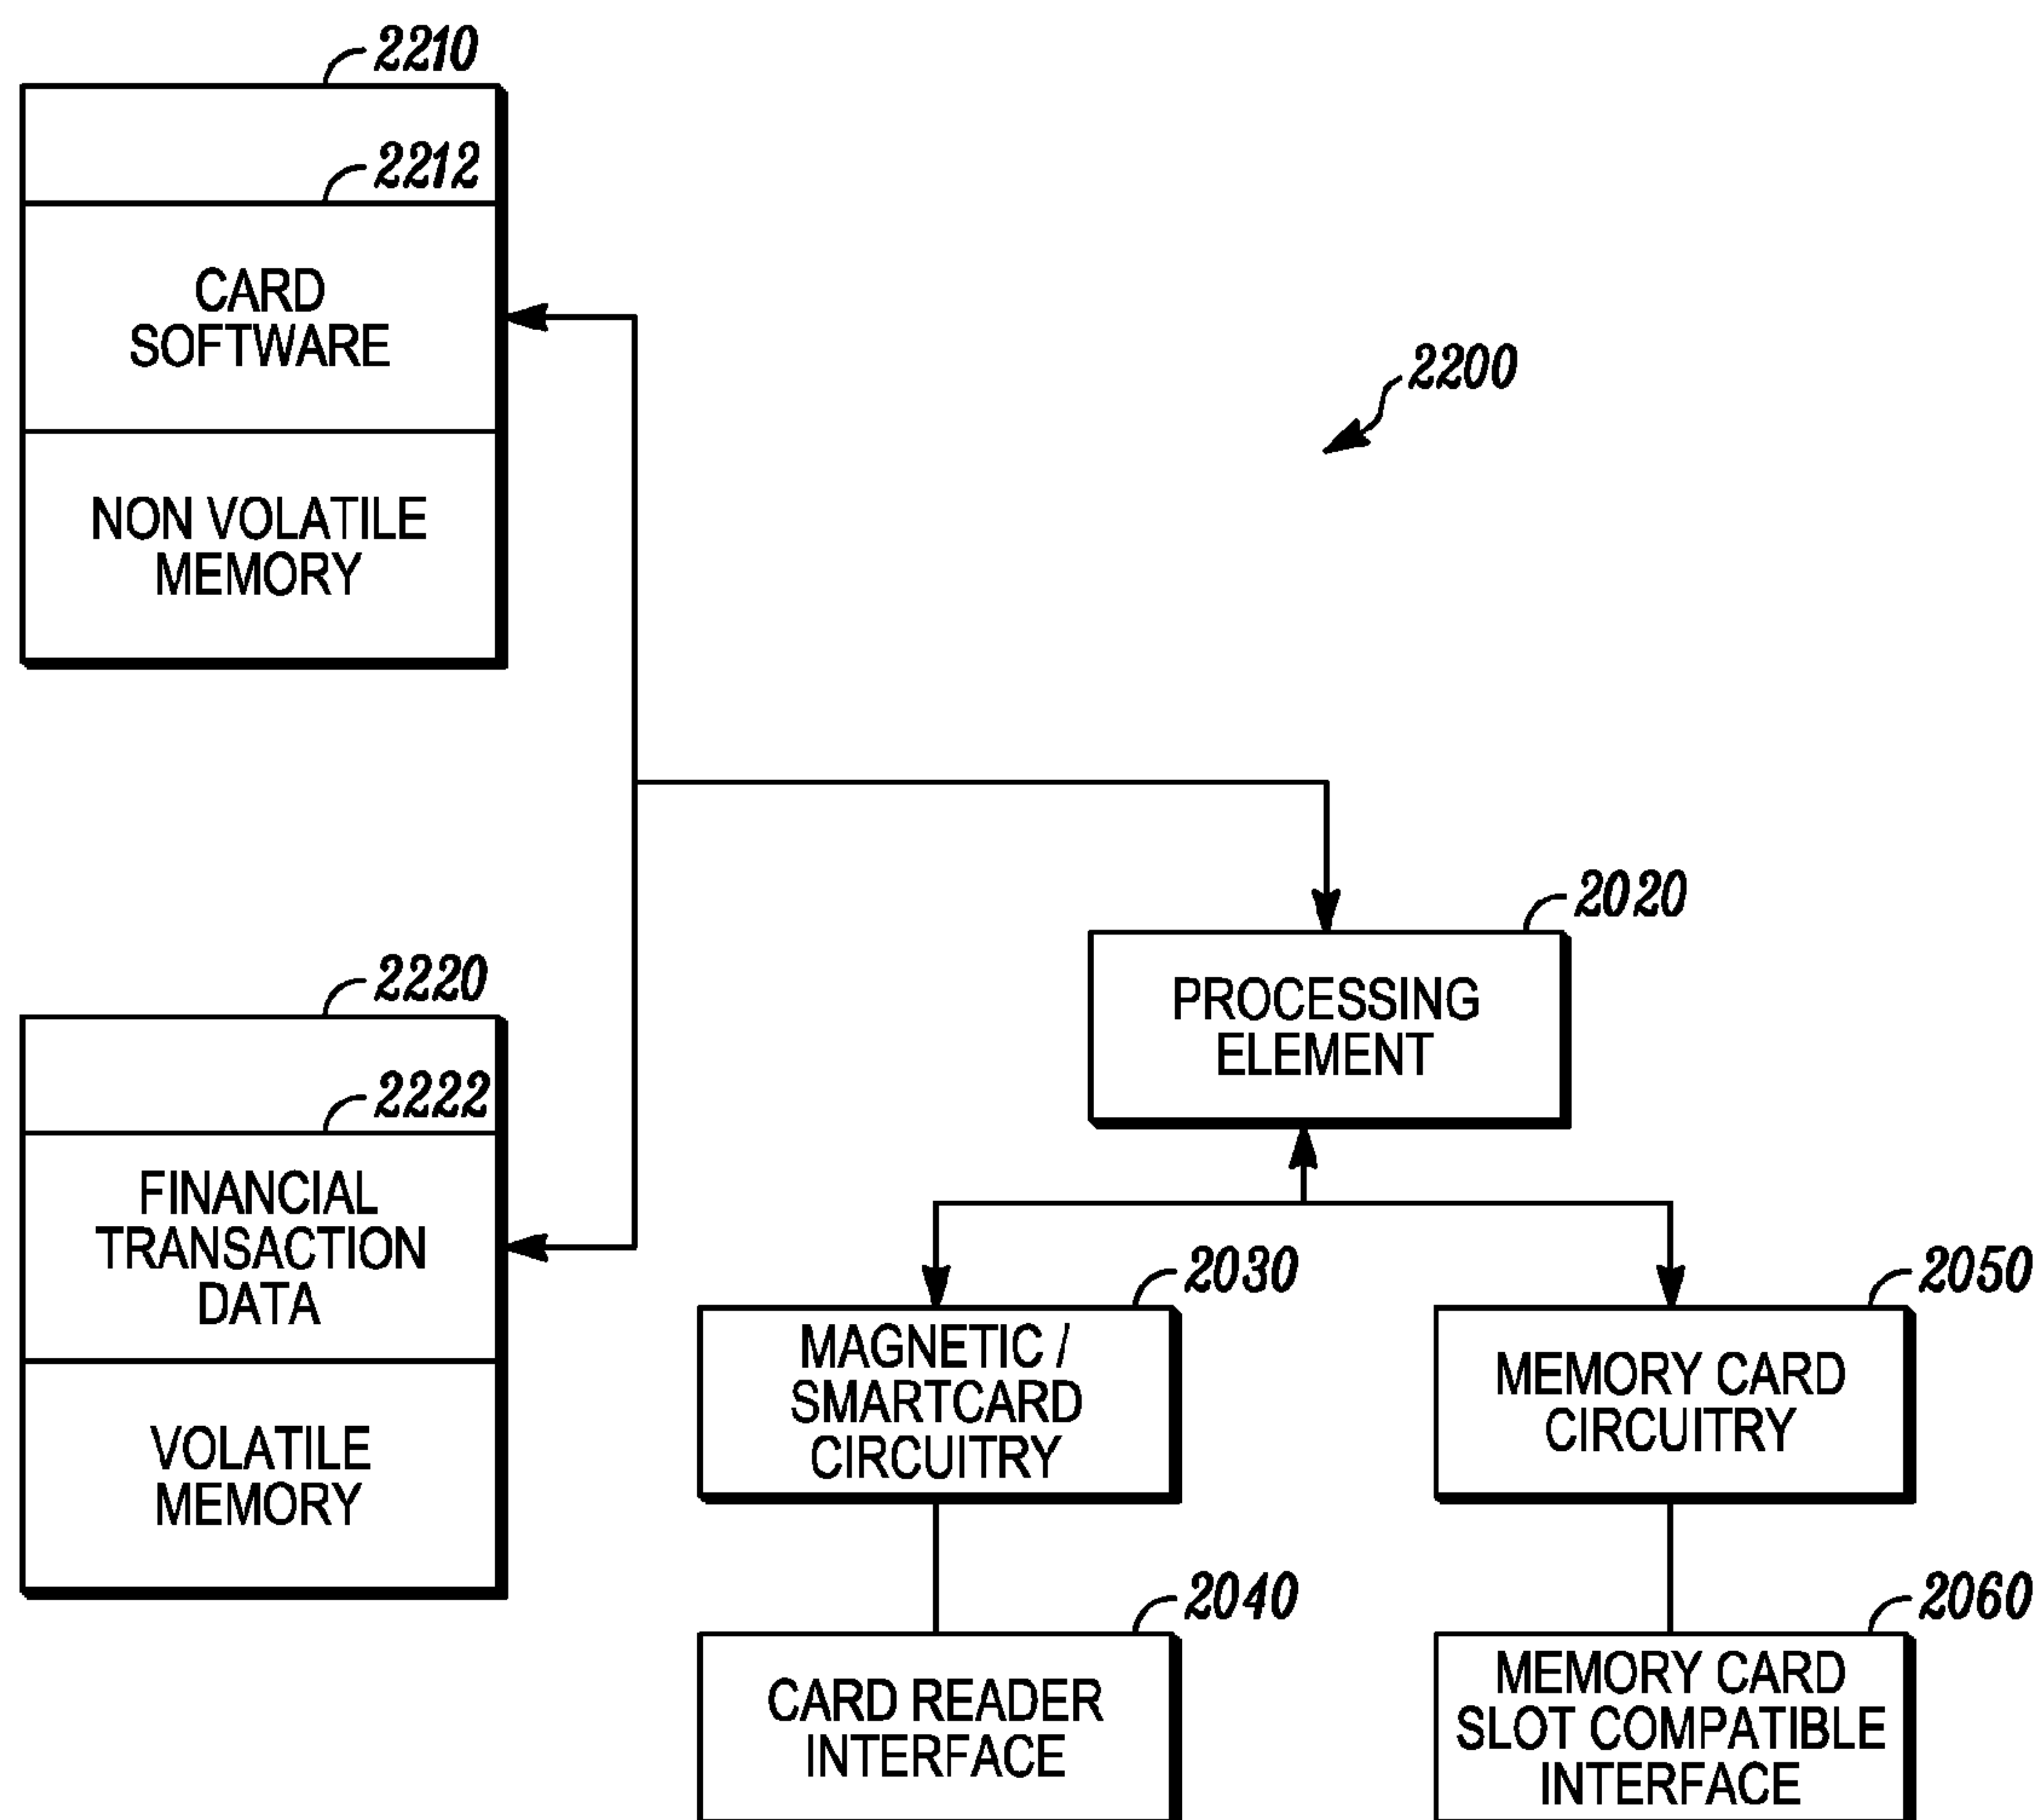 2210
2212
CARD
SOFTWARE
NON VOLATILE
MEMORY
2200
2020
PROCESSING
ELEMENT
2220
2222
FINANCIAL
TRANSACTION
DATA
VOLATILE
MEMORY
2030
MAGNETIC /
SMARTCARD
CIRCUITRY
2050
MEMORY CARD
CIRCUITRY
2040
CARD READER
INTERFACE
2060
MEMORY CARD
SLOT COMPATIBLE
INTERFACE